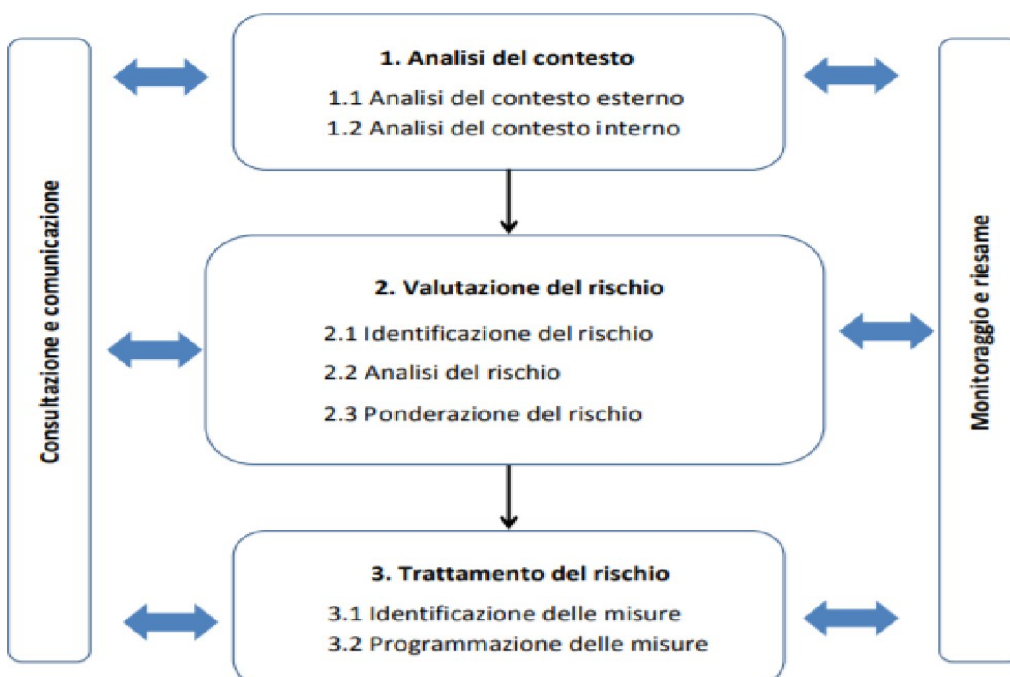 Consultazione e comunicazione
1. Analisi del contesto
1.1 Analisi del contesto esterno
1.2 Analisi del contesto interno
2. Valutazione del rischio
2.1 Identificazione del rischio
2.2 Analisi del rischio
2.3 Ponderazione del rischio
3. Trattamento del rischio
3.1 Identificazione delle misure
3.2 Programmazione delle misure
Monitoraggio e riesame